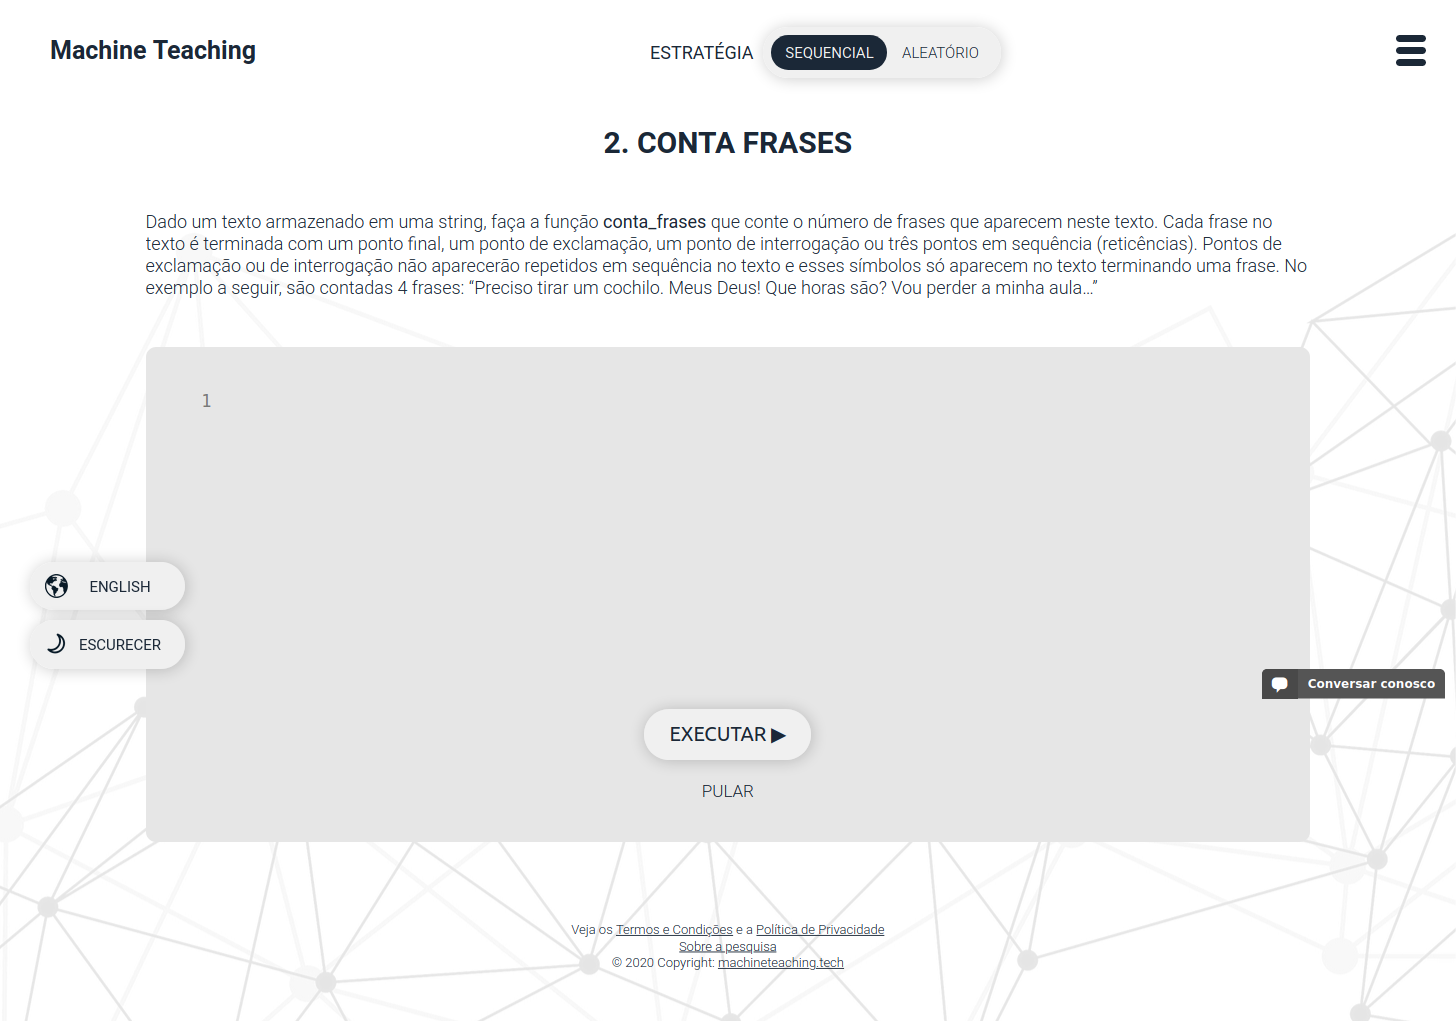 Machine Teaching
ESTRATÉGIA SEQUENCIAL ALEATÓRIO
2. CONTA FRASES
Dado um texto armazenado em uma string, faça a função conta_frases que conte o número de frases que aparecem neste texto. Cada frase no
texto é terminada com um ponto final, um ponto de exclamação, um ponto de interrogação ou três pontos em sequência (reticências). Pontos de
exclamação ou de interrogação não aparecerão repetidos em sequência no texto e esses símbolos só aparecem no texto terminando uma frase. No
exemplo a seguir, são contadas 4 frases: “Preciso tirar um cochilo. Meus Deus! Que horas são? Vou perder a minha aula...”
1
ENGLISH
ESCURECER
Conversar conosco
EXECUTAR ▶
PULAR
Veja os Termos e Condições e a Política de Privacidade
Sobre a pesquisa
© 2020 Copyright: machineteaching.tech